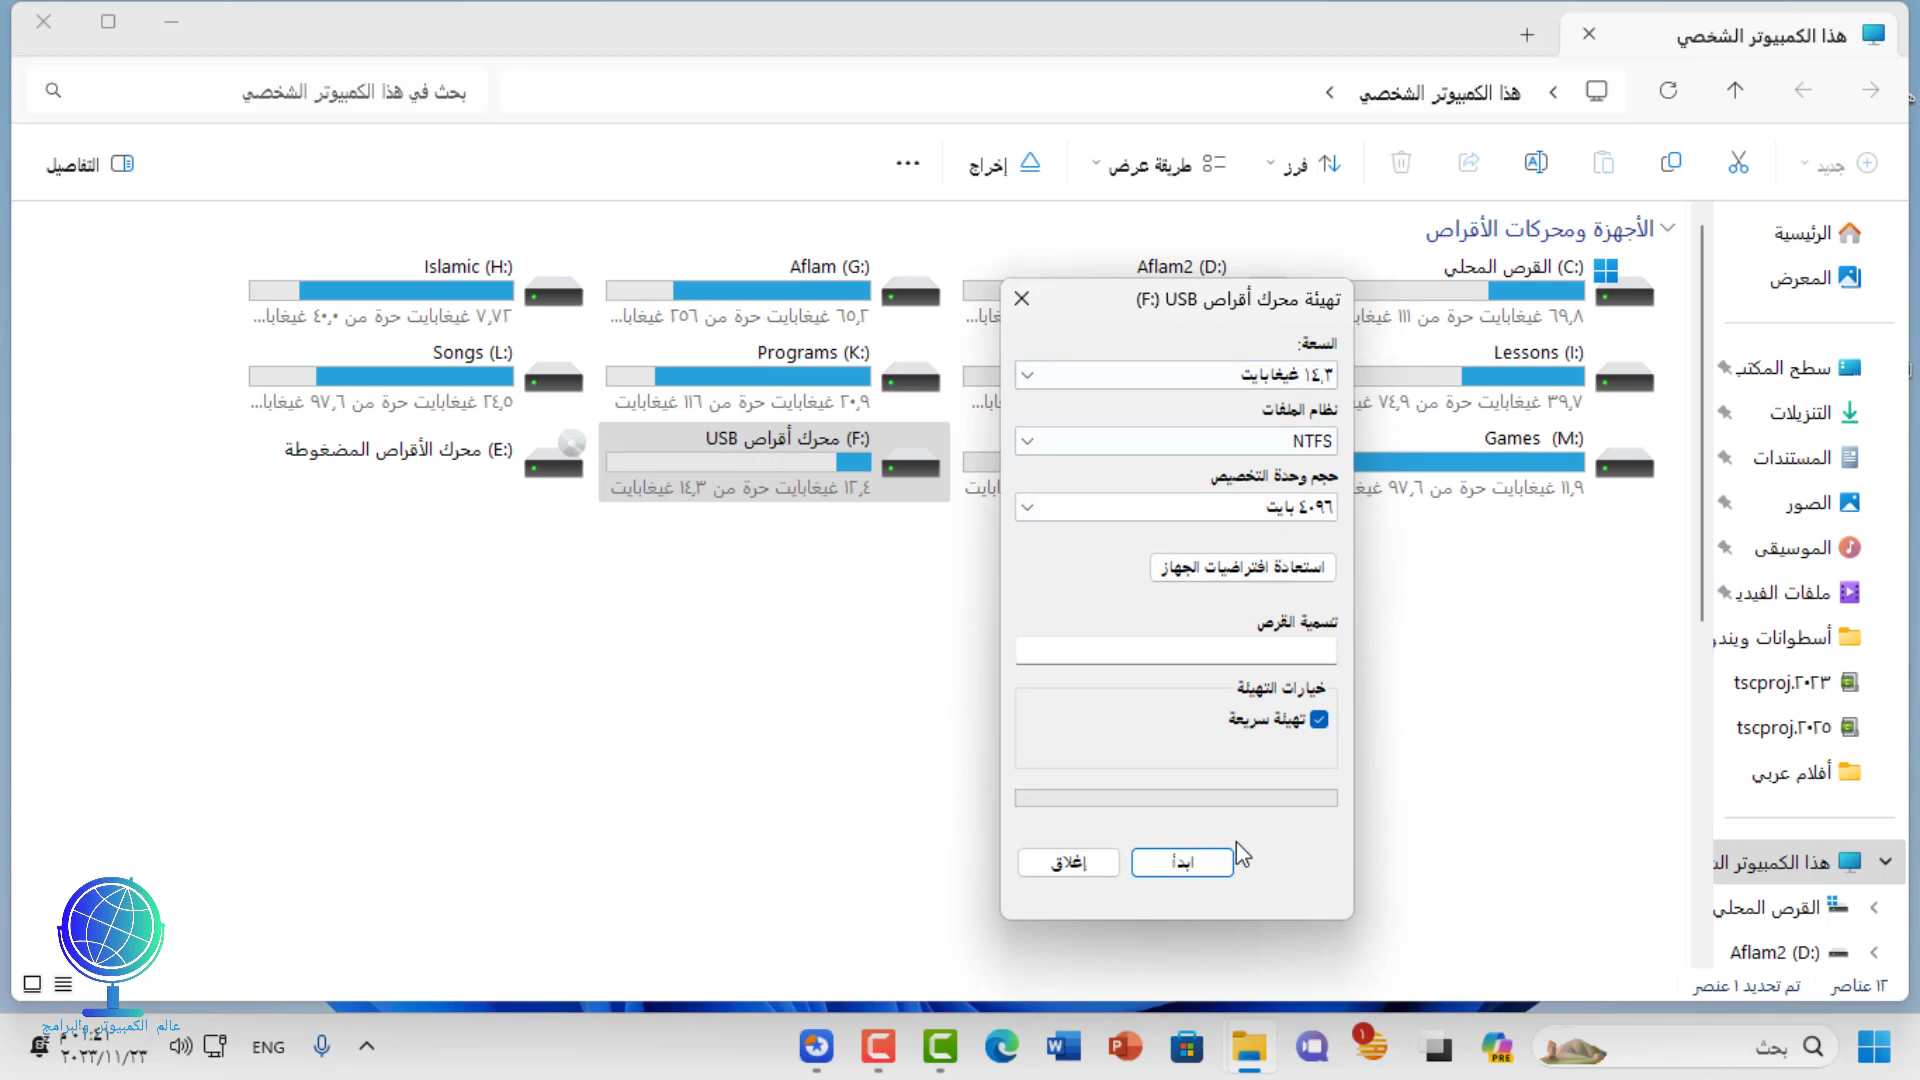 هذا الكمبيوتر الشخصي
هذا الكمبيوتر الشخصي
بحث في هذا الكمبيوتر الشخصي
جديد
فرز
طريقة عرض
إخراج
التفاصيل
الرئيسية
المعرض
سطح المكتب
التنزيلات
المستندات
الصور
الموسيقى
ملفات الفيديو
أسطوانات ويندو
tscproj.٢٠٢٣
tscproj.٢٠٢٥
أفلام عربي
هذا الكمبيوتر الش
القرص المحلي
Aflam2 (D:)
الأجهزة ومحركات الأقراص
القرص المحلي (C:)
٦٩,٨ غيغابايت حرة من ١١١ غيغا
Aflam2 (D:)
Aflam (G:)
٦٥,٢ غيغابايت حرة من ٢٥٦ غيغابا...
Islamic (H:)
٧,٧٢ غيغابايت حرة من ٤٠,٠ غيغابا...
Lessons (I:)
٣٩,٧ غيغابايت حرة من ٧٤,٩ غيـ
Programs (K:)
٢٠,٩ غيغابايت حرة من ١١٦ غيغابايت
Songs (L:)
٢٤,٥ غيغابايت حرة من ٩٧,٦ غيغابا...
Games (M:)
١١,٩ غيغابايت حرة من ٩٧,٦ غيغـ
محرك أقراص USB (F:)
١٢,٤ غيغابايت حرة من ١٤,٣ غيغابايت
محرك الأقراص المضغوطة (E:)
تهيئة محرك أقراص USB (F:)
السعة:
١٤,٣ غيغابايت
نظام الملفات
NTFS
حجم وحدة التخصيص
٤٠٩٦ بايت
استعادة افتراضيات الجهاز
تسمية القرص
خيارات التهيئة
تهيئة سريعة
ابدأ
إغلاق
١٢ عناصر
تم تحديد ١ عنصر
عالم الكمبيوتر والبرامج
بحث
PRE
1
ENG
٢٠٢٣/١١/٢٣